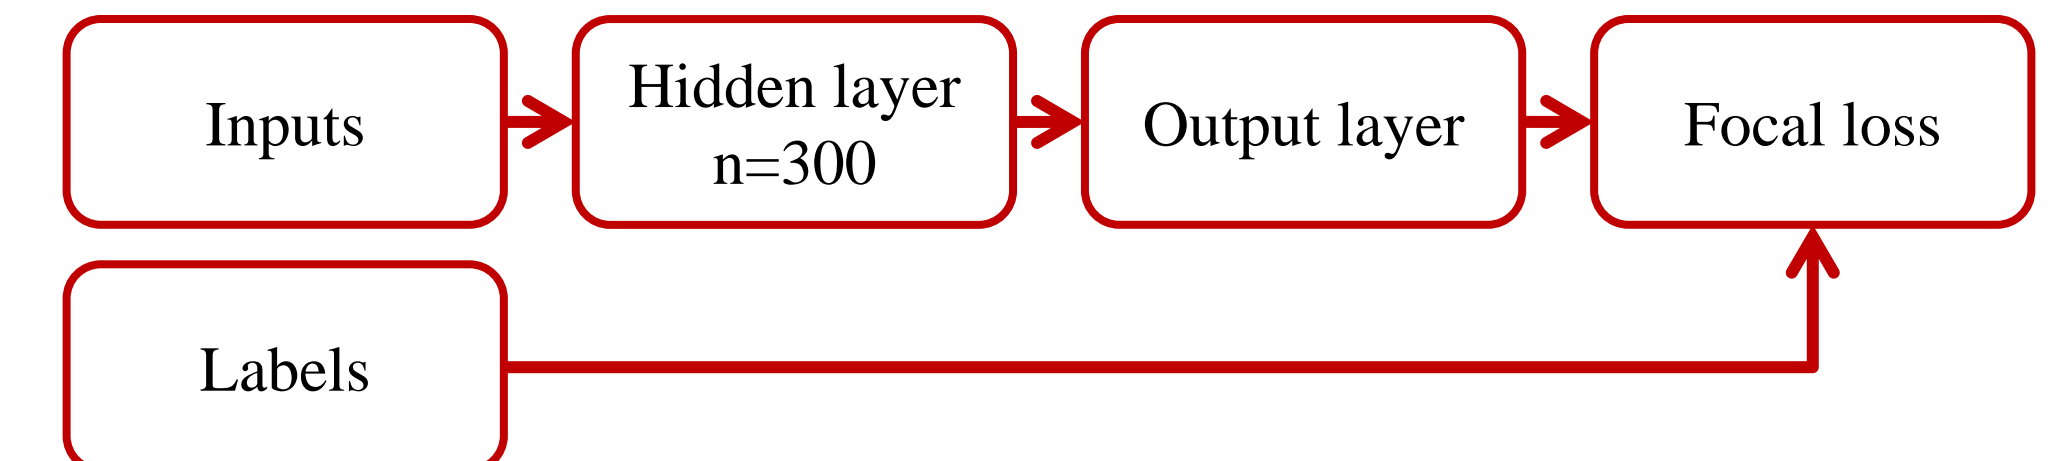 Inputs
Hidden layer
n=300
Output layer
Focal loss
Labels